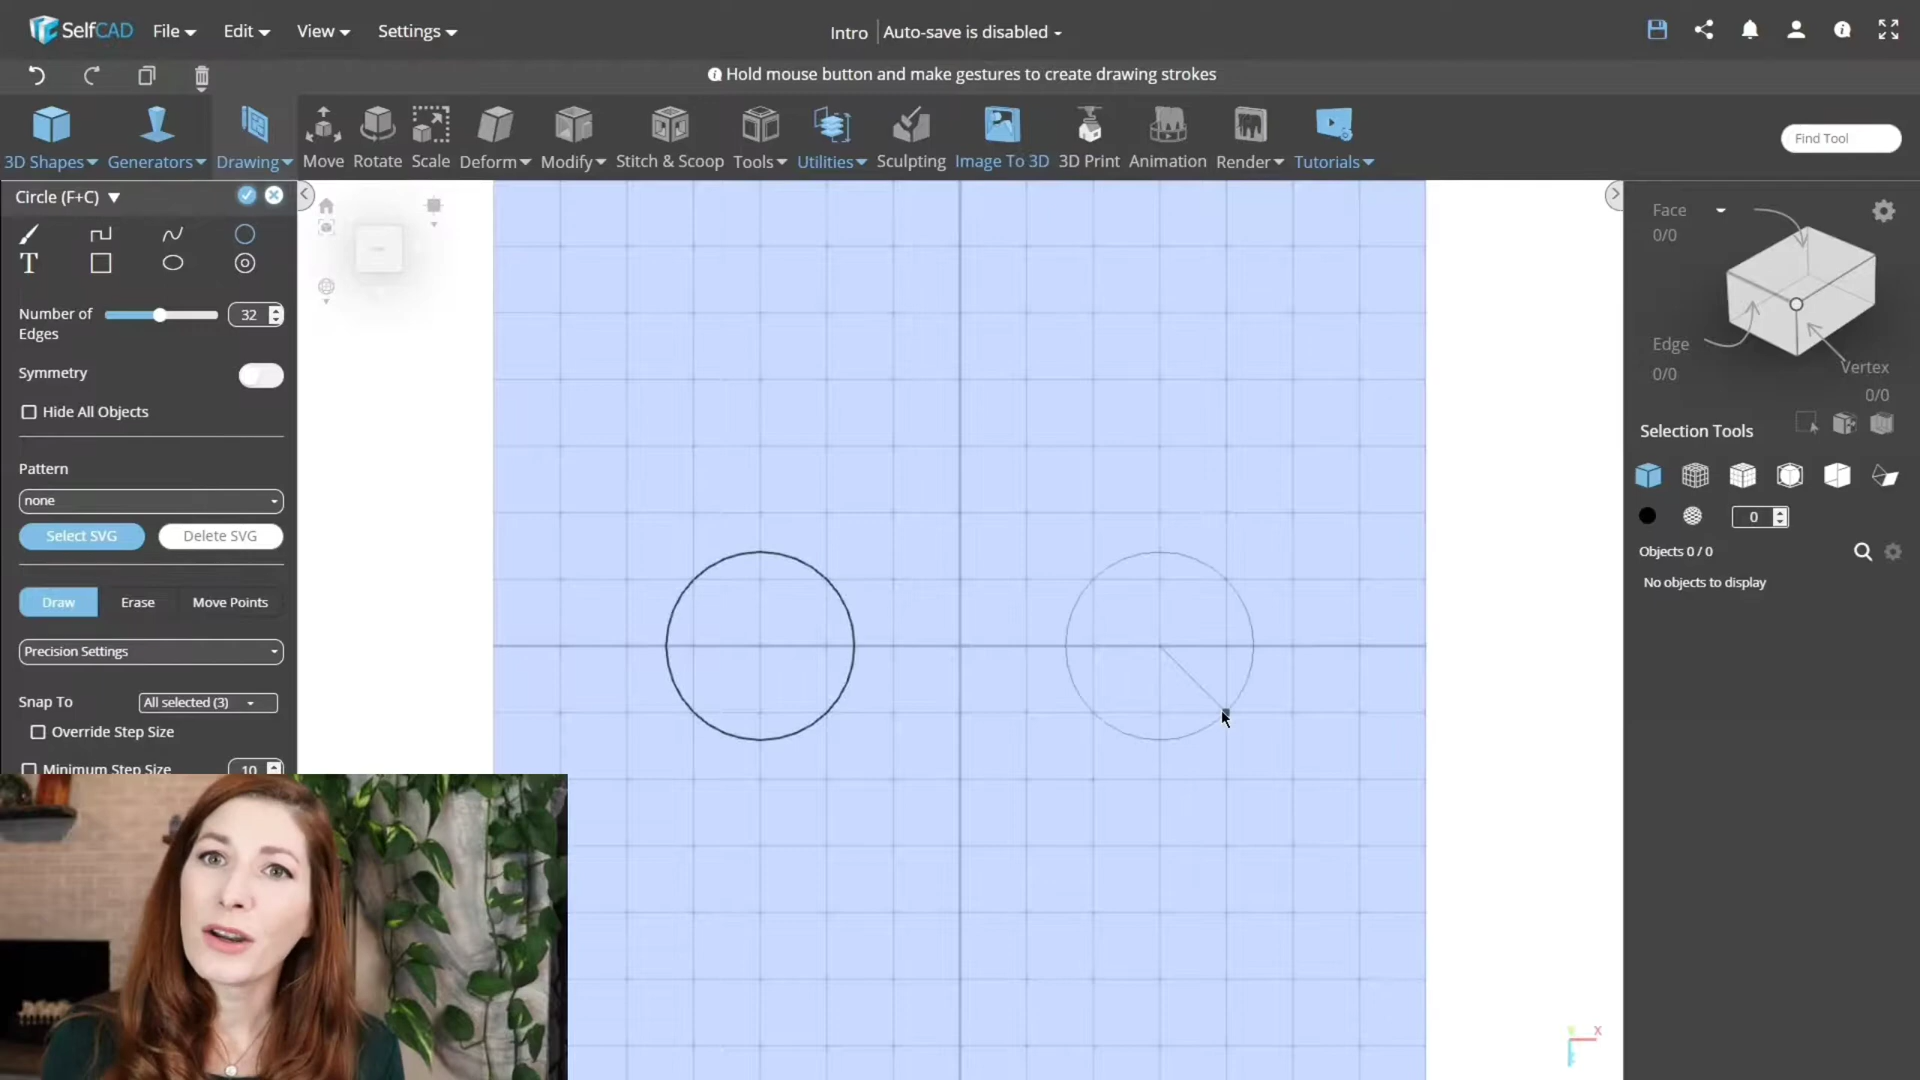 SelfCAD File Edit View Settings Intro Auto-save is disabled
Hold mouse button and make gestures to create drawing strokes
3D Shapes Generators Drawing Move Rotate Scale Deform Modify Stitch & Scoop Tools Utilities Sculpting Image To 3D 3D Print Animation Render Tutorials Find Tool
Circle (F+C)
T
Number of
Edges
32
Symmetry
Hide All Objects
Pattern
none
Select SVG Delete SVG
Draw Erase Move Points
Precision Settings
Snap To All selected (3)
Override Step Size
Minimum Step Size 10
Face
0/0
Edge
0/0
Vertex
0/0
Selection Tools
0
Objects 0 / 0
No objects to display
X